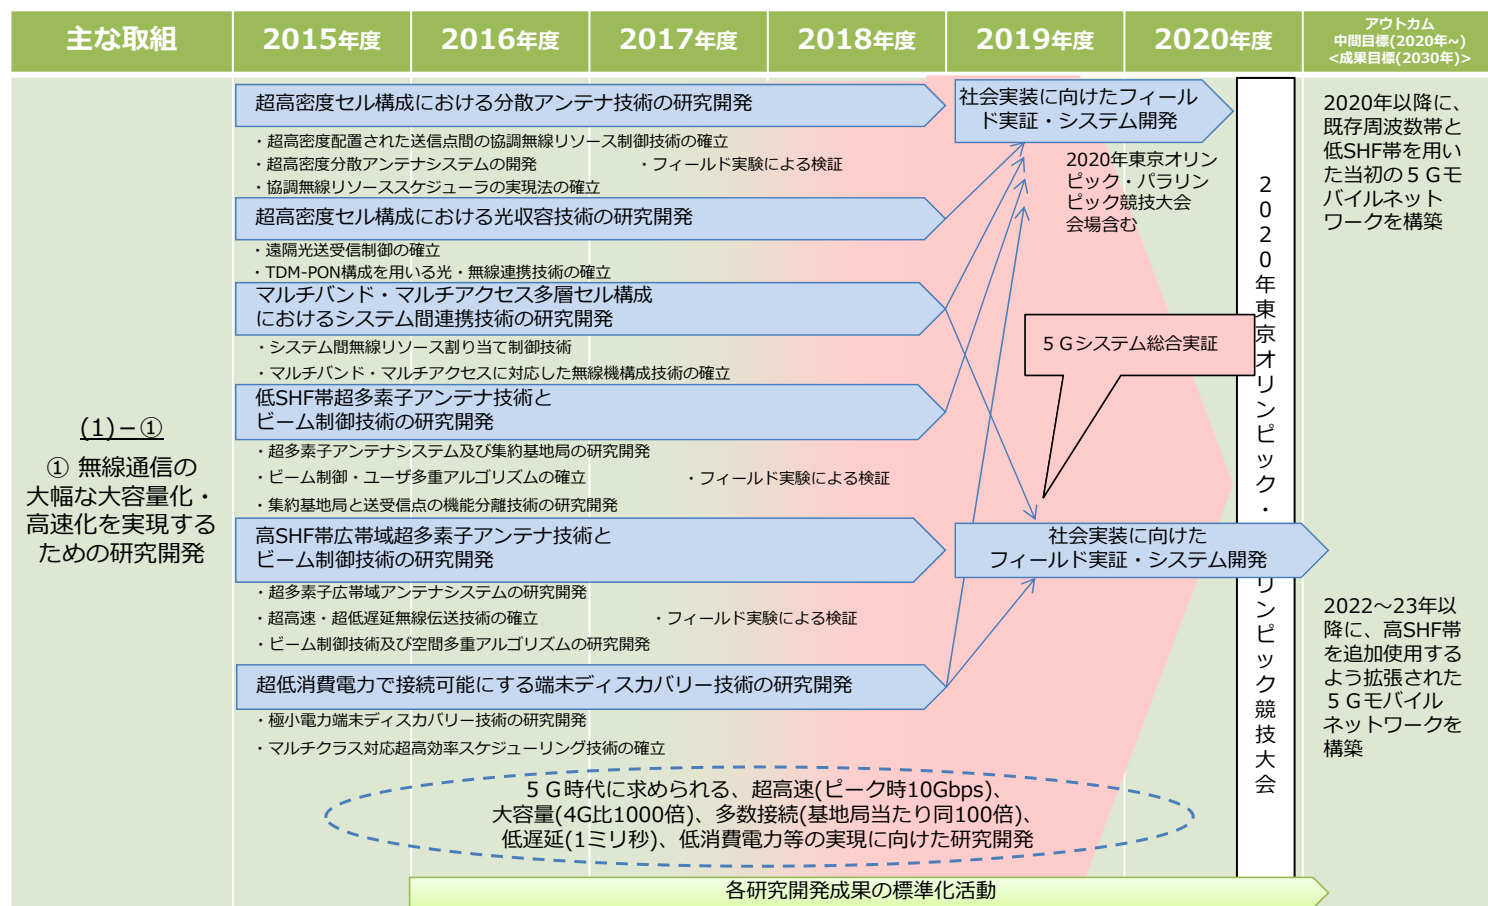 主な取組
2015年度
2016年度
2017年度
2018年度
2019年度
2020年度
アウトカム
中間目標(2020年~)
<成果目標(2030年)>
(1)－①
① 無線通信の
大幅な大容量化・
高速化を実現する
ための研究開発
超高密度セル構成における分散アンテナ技術の研究開発
・超高密度配置された送信点間の協調無線リソース制御技術の確立
・超高密度分散アンテナシステムの開発
・フィールド実験による検証
・協調無線リソーススケジューラの実現法の確立
超高密度セル構成における光収容技術の研究開発
・遠隔光送受信制御の確立
・TDM-PON構成を用いる光・無線連携技術の確立
マルチバンド・マルチアクセス多層セル構成
におけるシステム間連携技術の研究開発
・システム間無線リソース割り当て制御技術
・マルチバンド・マルチアクセスに対応した無線機構成技術の確立
低SHF帯超多素子アンテナ技術と
ビーム制御技術の研究開発
・超多素子アンテナシステム及び集約基地局の研究開発
・ビーム制御・ユーザ多重アルゴリズムの確立
・フィールド実験による検証
・集約基地局と送受信点の機能分離技術の研究開発
高SHF帯広帯域超多素子アンテナ技術と
ビーム制御技術の研究開発
・超多素子広帯域アンテナシステムの研究開発
・超高速・超低遅延無線伝送技術の確立
・フィールド実験による検証
・ビーム制御技術及び空間多重アルゴリズムの研究開発
超低消費電力で接続可能にする端末ディスカバリー技術の研究開発
・極小電力端末ディスカバリー技術の研究開発
・マルチクラス対応超高効率スケジューリング技術の確立
５Ｇ時代に求められる、超高速(ピーク時10Gbps)、
大容量(4G比1000倍)、多数接続(基地局当たり同100倍)、
低遅延(1ミリ秒)、低消費電力等の実現に向けた研究開発
各研究開発成果の標準化活動
社会実装に向けたフィール
ド実証・システム開発
2020年東京オリン
ピック・パラリン
ピック競技大会
会場含む
５Ｇシステム総合実証
社会実装に向けた
フィールド実証・システム開発
2020年東京オリンピック・
リンピック競技大会
2020年以降に、
既存周波数帯と
低SHF帯を用い
た当初の５Ｇモ
バイルネット
ワークを構築
2022～23年以
降に、高SHF帯
を追加使用する
よう拡張された
５Ｇモバイル
ネットワークを
構築